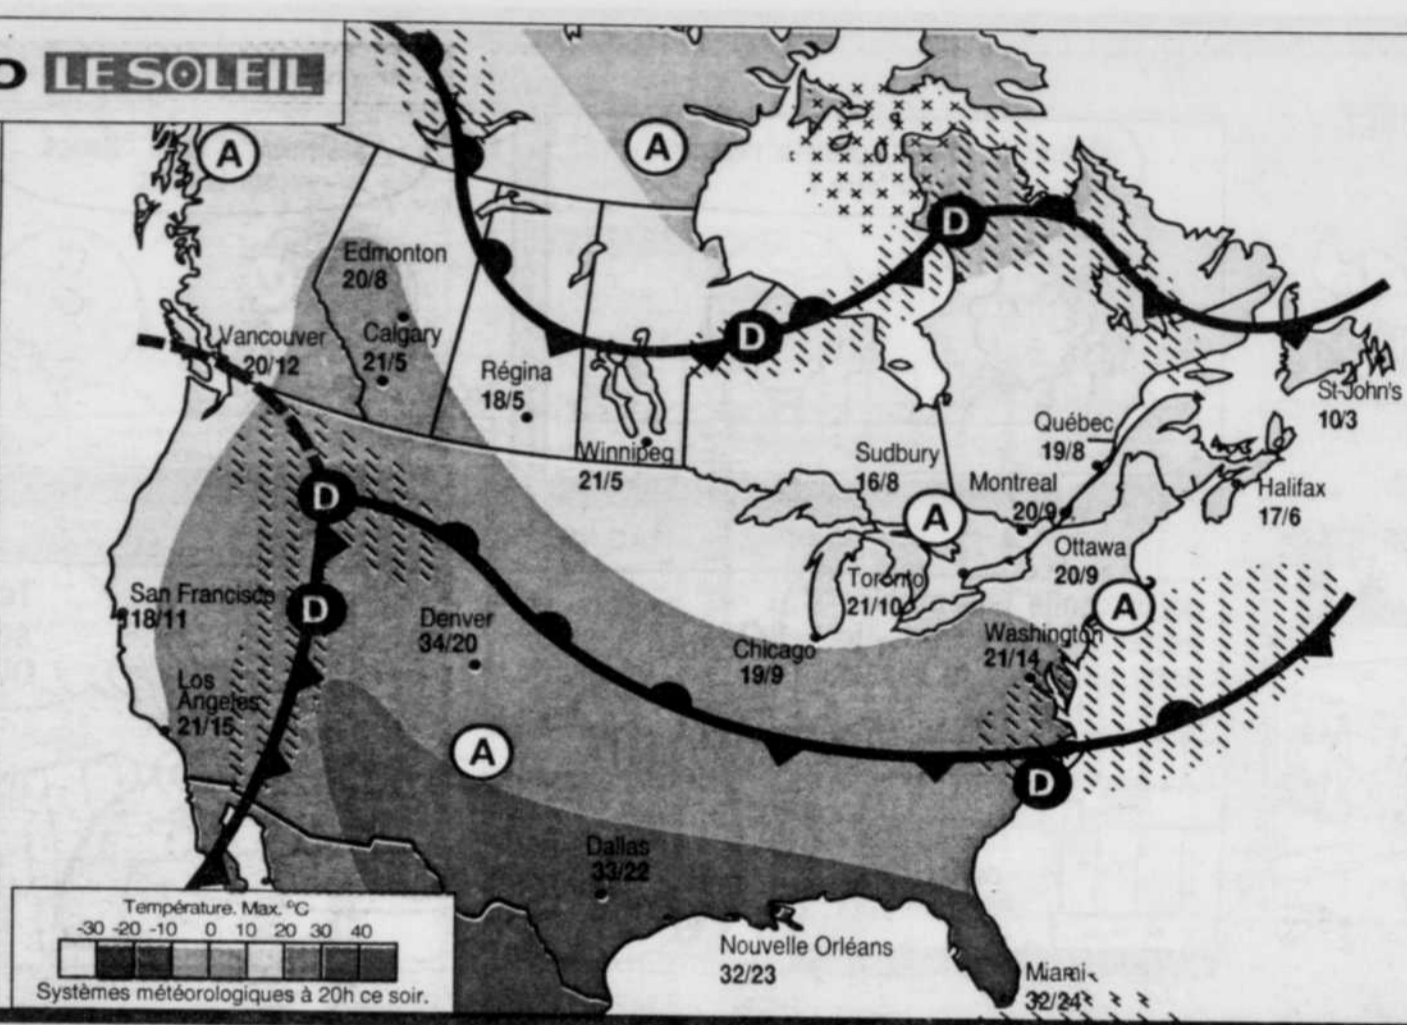 LE SOLEIL
A
A
D
Edmonton
20/8
D
Vancouver
20/12
Calgary
21/5
Régina
18/5
St-John's
10/3
Québec
19/8
Winnipeg
21/5
Sudbury
16/8
Montreal
20/9
Halifax
17/6
D
A
Ottawa
20/9
Toronto
21/10
San Francisco
18/11
D
A
Denver
34/20
Washington
21/14
Chicago
19/9
Los
Angeles
21/15
A
D
Dallas
33/22
Nouvelle Orléans
32/23
Miami
32/24
Température. Max. °C
-30 -20 -10 0 10 20 30 40
Systèmes météorologiques à 20h ce soir.